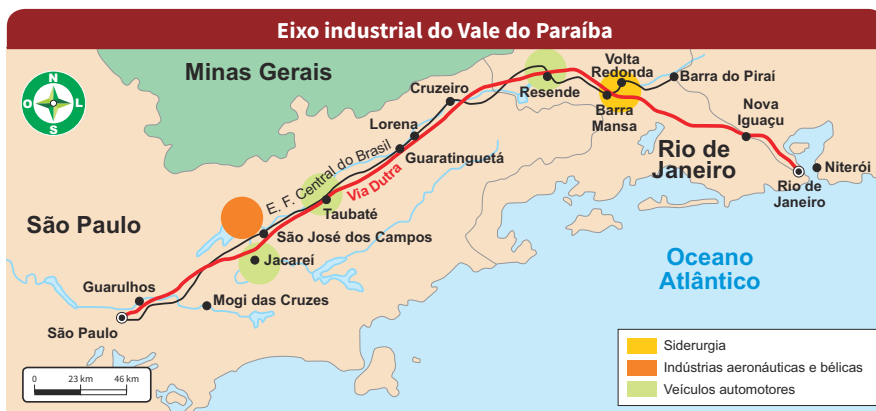 Eixo industrial do Vale do Paraíba
Minas Gerais
N
O
L
S
Volta
Redonda
Barra do Piraí
Cruzeiro
Resende
Barra
Mansa
Nova
Iguaçu
Lorena
Guaratinguetá
E. F. Central do Brasil
Via Dutra
Rio de
Janeiro
Niterói
Rio de
Janeiro
Taubaté
São Paulo
São José dos Campos
Jacareí
Oceano
Atlântico
Guarulhos
Mogi das Cruzes
São Paulo
Siderurgia
Indústrias aeronáuticas e bélicas
Veículos automotores
0 23 km 46 km